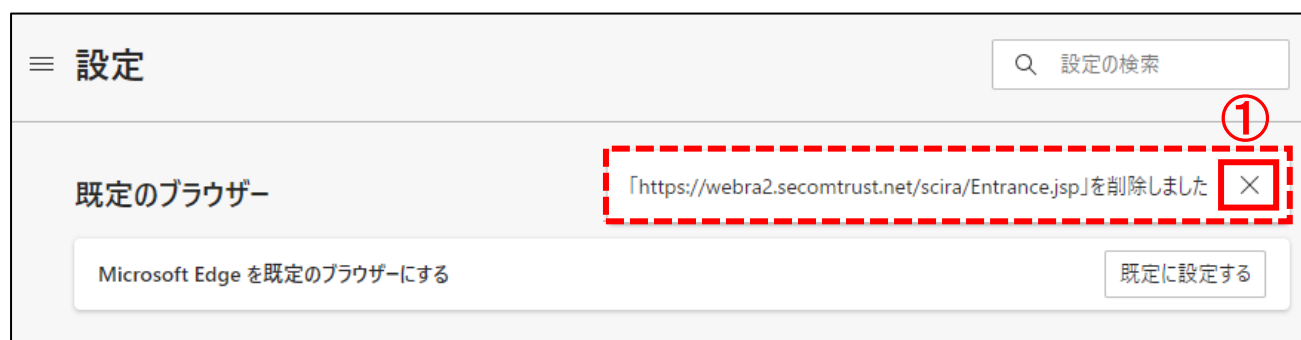 設定
設定の検索
①
既定のブラウザー
「https://webra2.secomtrust.net/scira/Entrance.jsp」を削除しました
Microsoft Edge を既定のブラウザーにする
既定に設定する